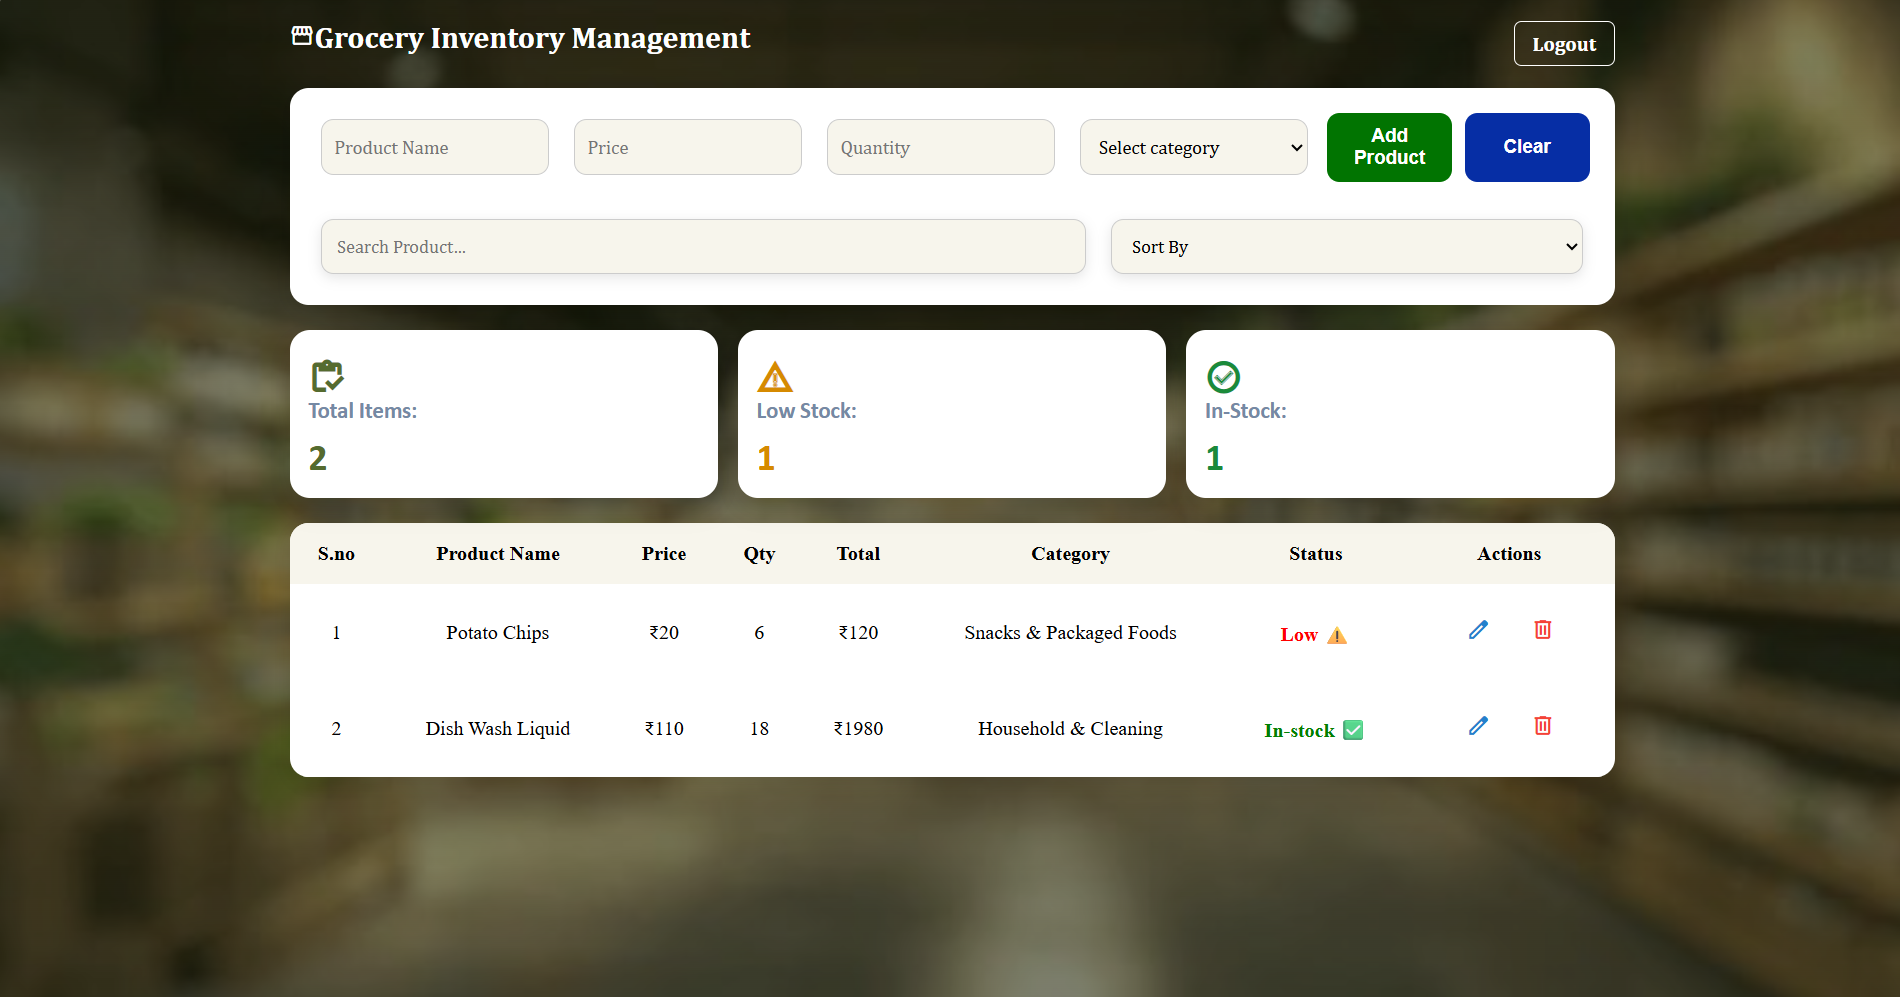 Grocery Inventory Management
Logout
Product Name
Price
Quantity
Select category
Add
Product
Clear
Search Product...
Sort By
Total Items:
2
Low Stock:
1
In-Stock:
1
S.no Product Name Price Qty Total Category Status Actions
1 Potato Chips ₹20 6 ₹120 Snacks & Packaged Foods Low ⚠️
2 Dish Wash Liquid ₹110 18 ₹1980 Household & Cleaning In-stock ✅